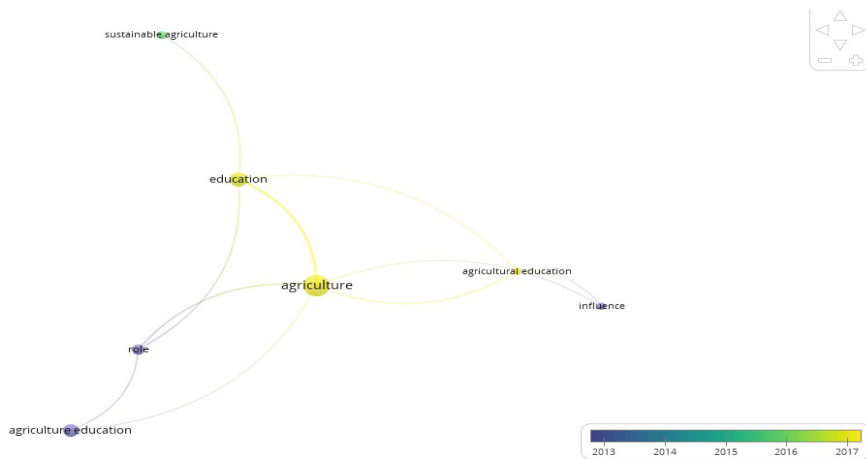 sustainable agriculture
education
agricultural education
agriculture
influence
role
agriculture education
2013 2014 2015 2016 2017